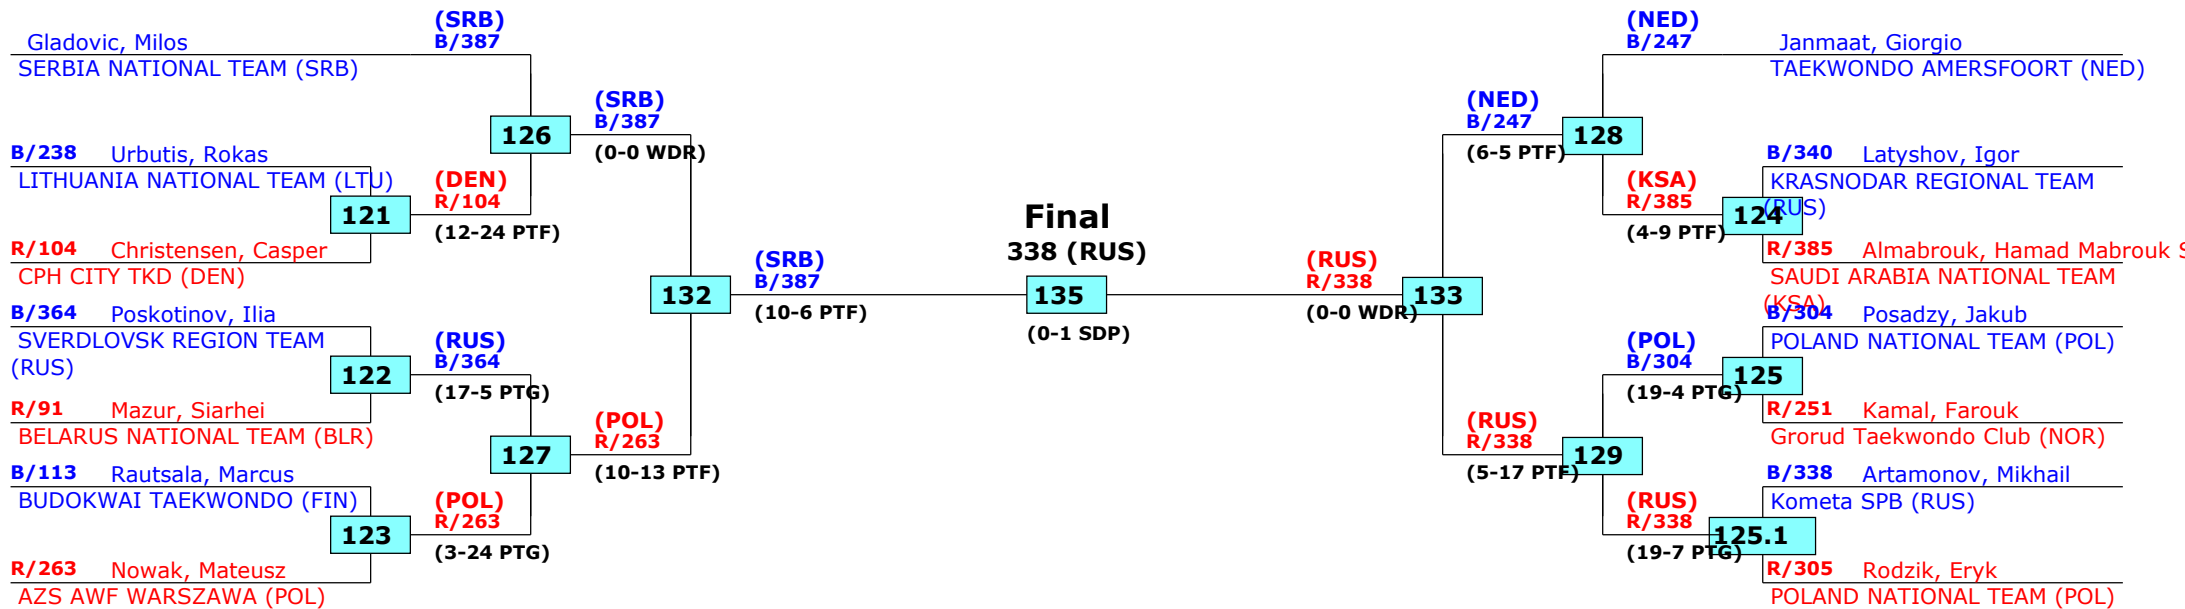 (SRB)
B/387
Gladovic, Milos
SERBIA NATIONAL TEAM (SRB)
126
(SRB)
B/387
(0-0 WDR)
B/238 Urbutis, Rokas
LITHUANIA NATIONAL TEAM (LTU)
121
(DEN)
R/104
(12-24 PTF)
R/104 Christensen, Casper
CPH CITY TKD (DEN)
132
(SRB)
B/387
(10-6 PTF)
B/364 Poskotinov, Ilia
SVERDLOVSK REGION TEAM
(RUS)
122
(RUS)
B/364
(17-5 PTG)
R/91 Mazur, Siarhei
BELARUS NATIONAL TEAM (BLR)
127
(POL)
R/263
(10-13 PTF)
B/113 Rautsala, Marcus
BUDOKWAI TAEKWONDO (FIN)
123
(POL)
R/263
(3-24 PTG)
R/263 Nowak, Mateusz
AZS AWF WARSZAWA (POL)
Final
338 (RUS)
135
(0-1 SDP)
(NED)
B/247
Janmaat, Giorgio
TAEKWONDO AMERSFOORT (NED)
(NED)
B/247
(6-5 PTF)
128
B/340 Latyshov, Igor
KRASNODAR REGIONAL TEAM
(RUS)
124
(KSA)
R/385
(4-9 PTF)
R/385 Almabrouk, Hamad Mabrouk S
SAUDI ARABIA NATIONAL TEAM
(KSA)
(RUS)
R/338
(0-0 WDR)
133
B/304 Posadzy, Jakub
POLAND NATIONAL TEAM (POL)
(POL)
B/304
(19-4 PTG)
125
R/251 Kamal, Farouk
Grorud Taekwondo Club (NOR)
(RUS)
R/338
(5-17 PTF)
129
B/338 Artamonov, Mikhail
Kometa SPB (RUS)
(RUS)
R/338
(19-7 PTG)
125.1
R/305 Rodzik, Eryk
POLAND NATIONAL TEAM (POL)